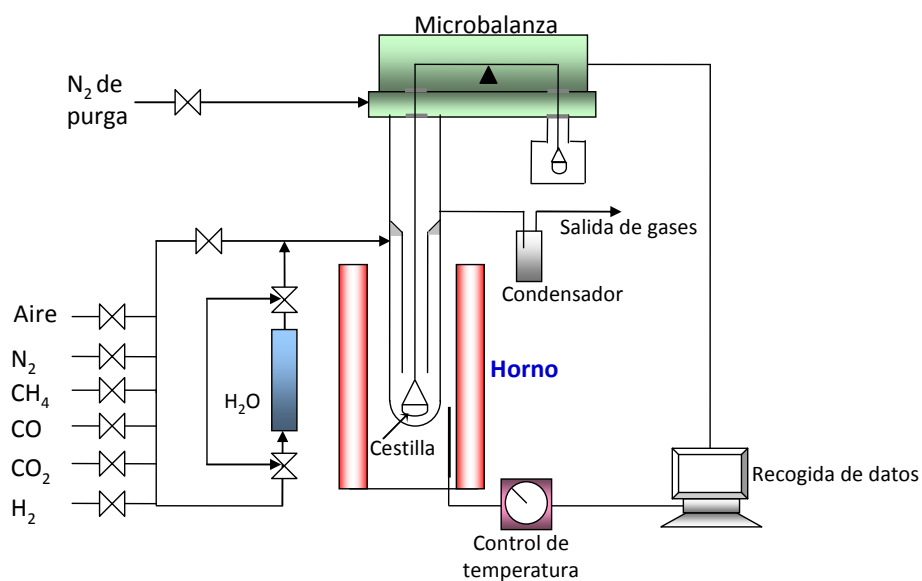 Microbalanza
N₂ de
purga
Salida de gases
Condensador
Aire
N₂
CH₄
CO
CO₂
H₂
H₂O
Horno
Cestilla
Recogida de datos
Control de
temperatura